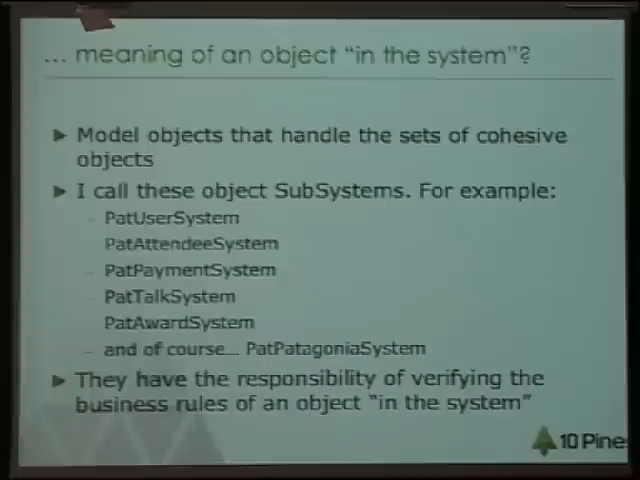 ... meaning of an object “in the system”?
► Model objects that handle the sets of cohesive
objects
► I call these object SubSystems. For example:
– PatUserSystem
PatAttendeeSystem
– PatPaymentSystem
– PatTalkSystem
PatAwardSystem
– and of course... PatPatagoniaSystem
► They have the responsibility of verifying the
business rules of an object “in the system”
10 Pine